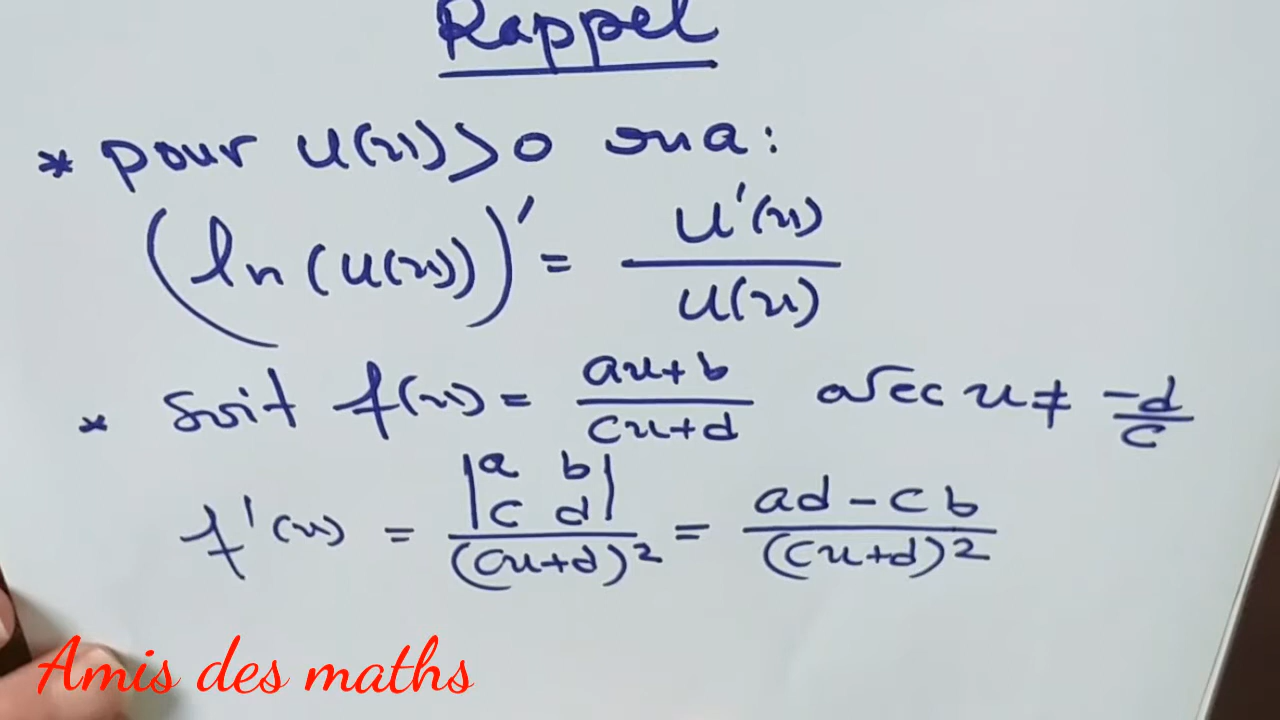 Rappel
* pour u(x)>0 on a:
(ln(u(x)))' = u'(x)/u(x)
* soit f(x) = ax+b/cx+d avec x ≠ -d/c
f'(x) = |a b c d|/(cx+d)² = ad-cb/(cx+d)²
Amis des maths